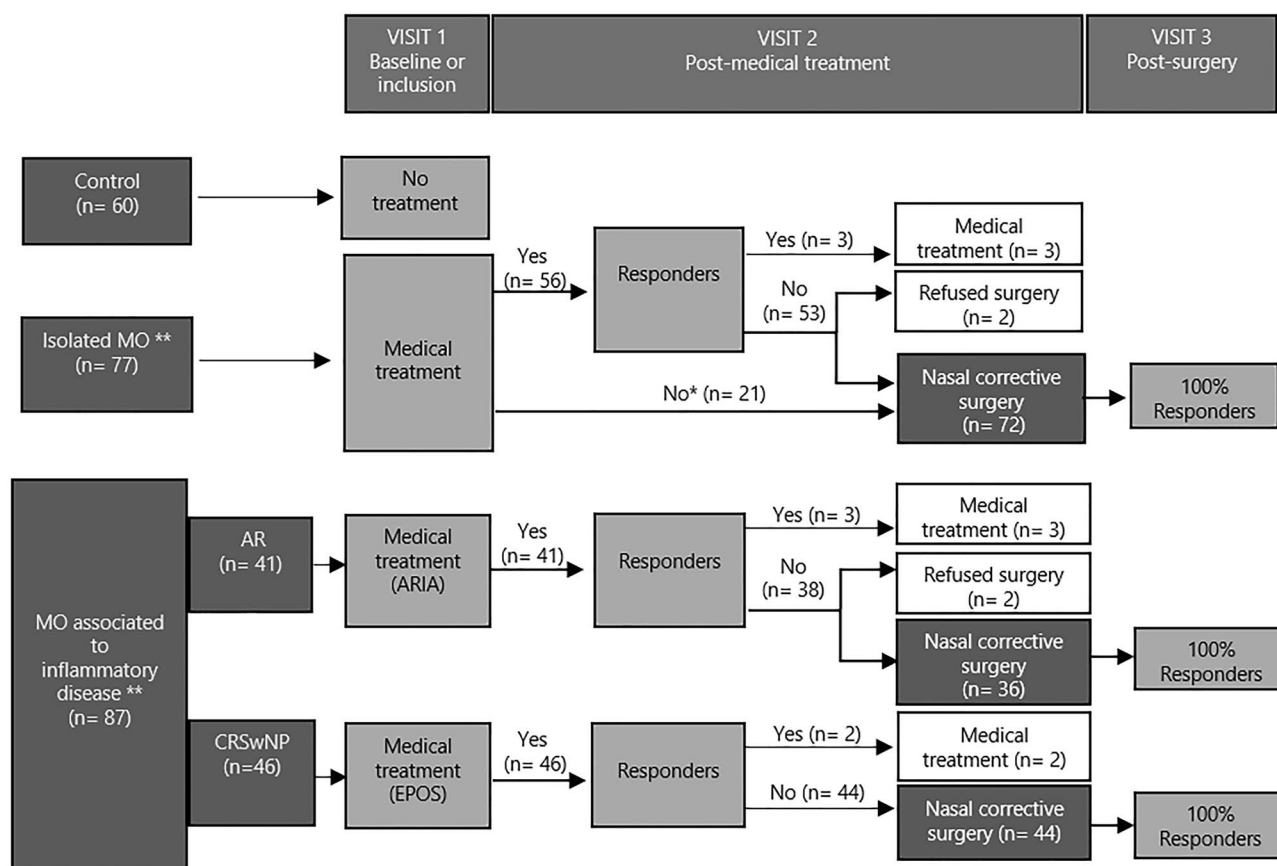 VISIT 1
Baseline or
inclusion
VISIT 2
Post-medical treatment
VISIT 3
Post-surgery
Control
(n= 60)
No
treatment
Isolated MO **
(n= 77)
Medical
treatment
Yes
(n= 56)
Responders
Yes (n= 3)
Medical
treatment (n= 3)
No
(n= 53)
Refused surgery
(n= 2)
No* (n= 21)
Nasal corrective
surgery
(n= 72)
100%
Responders
MO associated
to
inflammatory
disease **
(n= 87)
AR
(n= 41)
Medical
treatment
(ARIA)
Yes
(n= 41)
Responders
Yes (n= 3)
Medical
treatment (n= 3)
No
(n= 38)
Refused surgery
(n= 2)
Nasal corrective
surgery
(n= 36)
100%
Responders
CRSwNP
(n=46)
Medical
treatment
(EPOS)
Yes
(n= 46)
Responders
Yes (n= 2)
Medical
treatment (n= 2)
No (n= 44)
Nasal corrective
surgery (n= 44)
100%
Responders